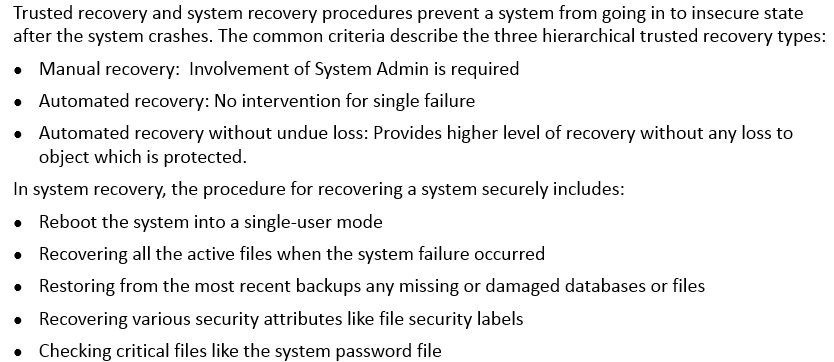 Trusted recovery and system recovery procedures prevent a system from going in to insecure state
after the system crashes. The common criteria describe the three hierarchical trusted recovery types:
• Manual recovery:  Involvement of System Admin is required
• Automated recovery: No intervention for single failure
• Automated recovery without undue loss: Provides higher level of recovery without any loss to
object which is protected.
In system recovery, the procedure for recovering a system securely includes:
• Reboot the system into a single-user mode
• Recovering all the active files when the system failure occurred
• Restoring from the most recent backups any missing or damaged databases or files
• Recovering various security attributes like file security labels
• Checking critical files like the system password file